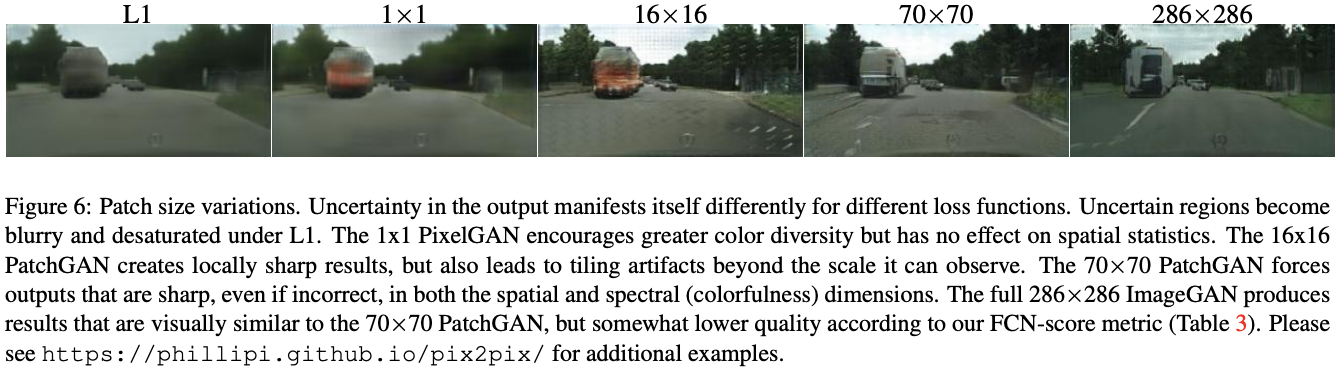 L1 1×1 16×16 70×70 286×286
Figure 6: Patch size variations. Uncertainty in the output manifests itself differently for different loss functions. Uncertain regions become
blurry and desaturated under L1. The 1x1 PixelGAN encourages greater color diversity but has no effect on spatial statistics. The 16x16
PatchGAN creates locally sharp results, but also leads to tiling artifacts beyond the scale it can observe. The 70×70 PatchGAN forces
outputs that are sharp, even if incorrect, in both the spatial and spectral (colorfulness) dimensions. The full 286×286 ImageGAN produces
results that are visually similar to the 70×70 PatchGAN, but somewhat lower quality according to our FCN-score metric (Table 3). Please
see https://phillipi.github.io/pix2pix/ for additional examples.